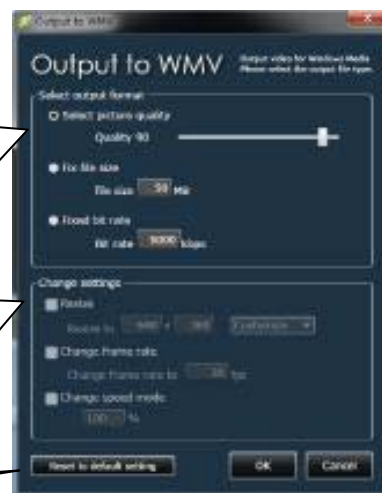 Output to WMV
Output to WMV
Output video for Windows Media
Please select the output file type.
Select output format
Select picture quality
Quality 90
Fix file size
File size 50 MB
Fixed bit rate
Bit rate 5000 kbps
Change settings
Resize
Resize to x
Change frame rate
Change frame rate to fps
Change speed mode
100 %
Reset to default setting
OK
Cancel